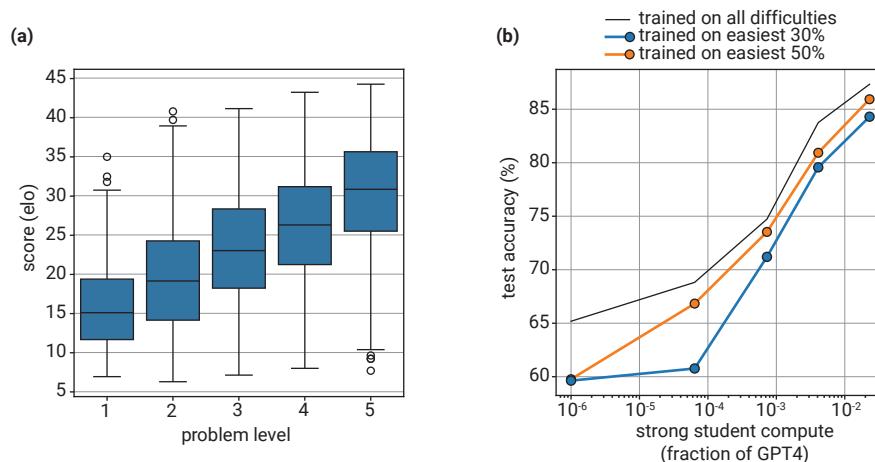 (a)
score (elo)
45
40
35
30
25
20
15
10
5
1 2 3 4 5
problem level
(b)
trained on all difficulties
trained on easiest 30%
trained on easiest 50%
test accuracy (%)
85
80
75
70
65
60
10⁻⁶ 10⁻⁵ 10⁻⁴ 10⁻³ 10⁻²
strong student compute
(fraction of GPT4)